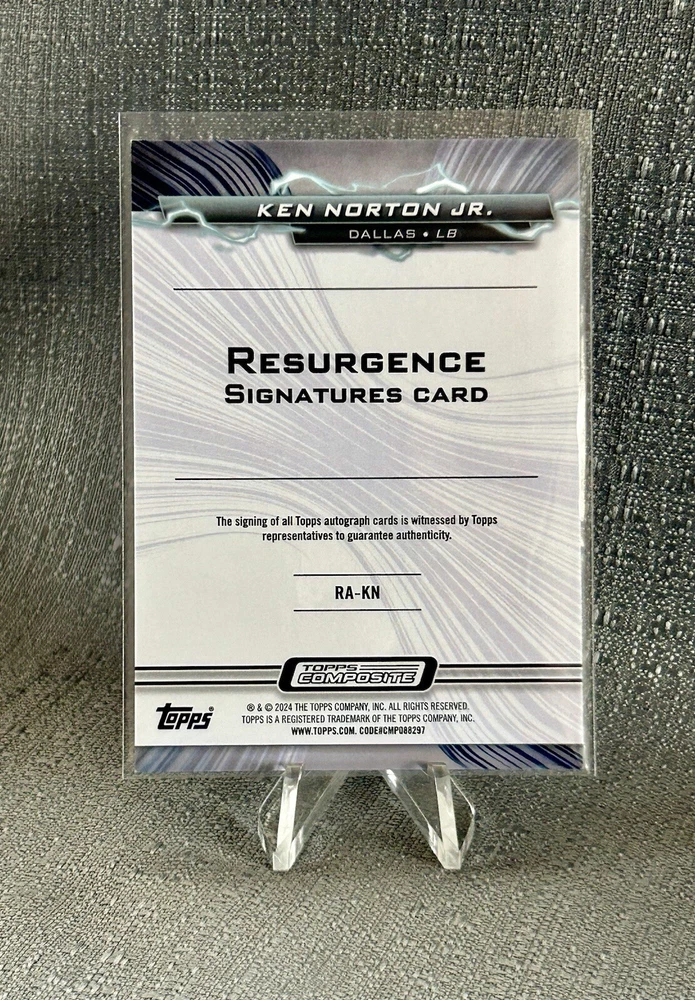 KEN NORTON JR.
DALLAS • LB
RESURGENCE
SIGNATURES CARD
The signing of all Topps autograph cards is witnessed by Topps
representatives to guarantee authenticity.
RA-KN
TOPPS
COMPOSITE
topps®
® & © 2024 THE TOPPS COMPANY, INC. ALL RIGHTS RESERVED.
TOPPS IS A REGISTERED TRADEMARK OF THE TOPPS COMPANY, INC.
WWW.TOPPS.COM. CODE#CMP088297